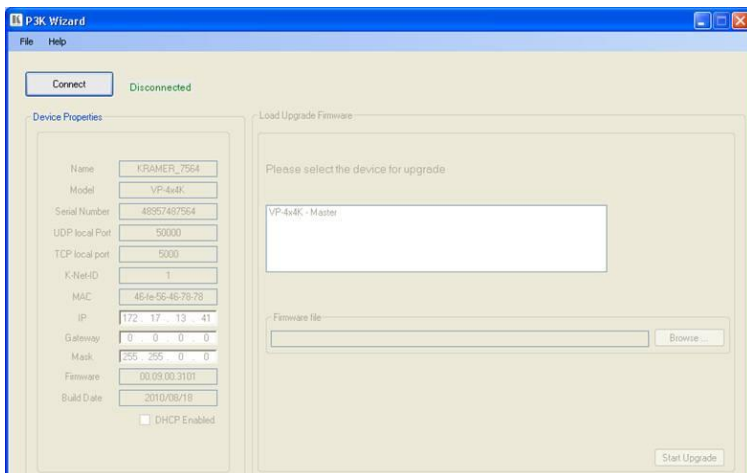 P3K Wizard
File Help
Connect
Disconnected
Device Properties
Name KRAMER_7564
Model VP-4x4K
Serial Number 48957487564
UDP local Port 50000
TCP local port 5000
K-Net-ID 1
MAC 46-fe-56-46-78-78
IP 172 . 17 . 13 . 41
Gateway 0 . 0 . 0 . 0
Mask 255 . 255 . 0 . 0
Firmware 00.09.00.3101
Build Date 2010/08/18
DHCP Enabled
Load Upgrade Firmware
Please select the device for upgrade
VP-4x4K - Master
Firmware file
Browse ...
Start Upgrade